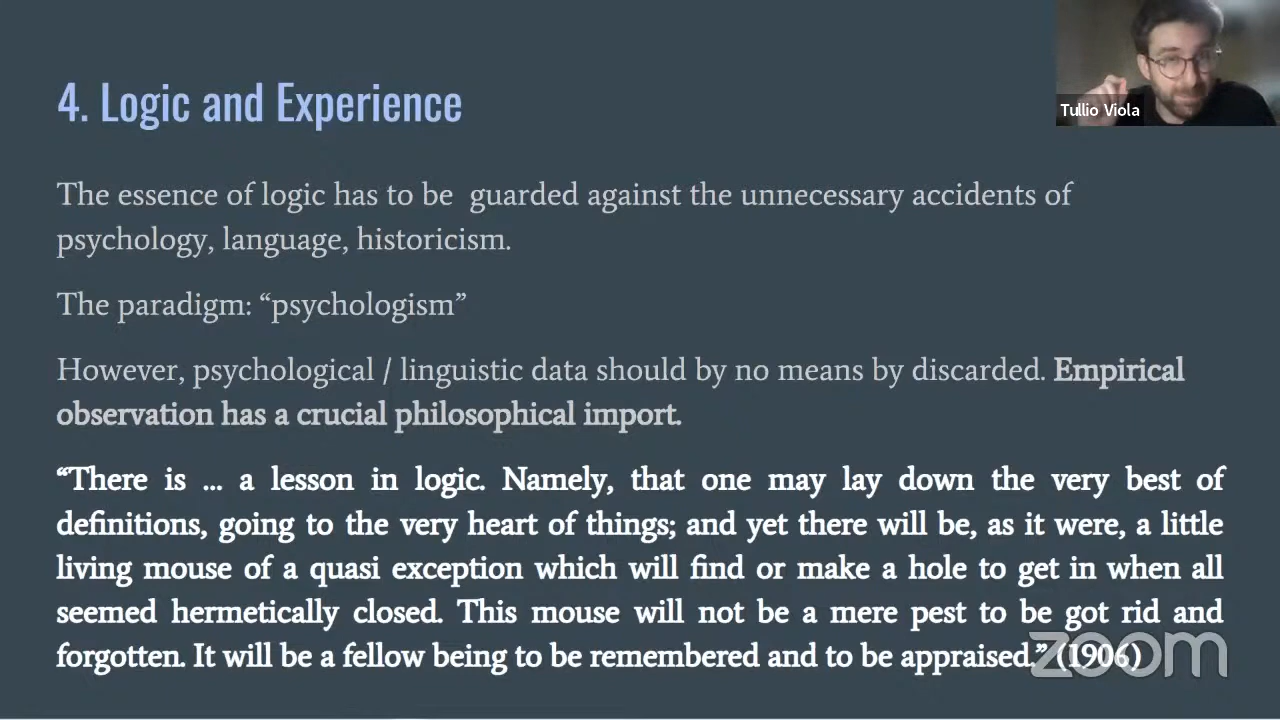 4. Logic and Experience
Tullio Viola
The essence of logic has to be guarded against the unnecessary accidents of
psychology, language, historicism.
The paradigm: “psychologism”
However, psychological / linguistic data should by no means by discarded. Empirical
observation has a crucial philosophical import.
“There is ... a lesson in logic. Namely, that one may lay down the very best of
definitions, going to the very heart of things; and yet there will be, as it were, a little
living mouse of a quasi exception which will find or make a hole to get in when all
seemed hermetically closed. This mouse will not be a mere pest to be got rid and
forgotten. It will be a fellow being to be remembered and to be appraised.” (1906)
zoom